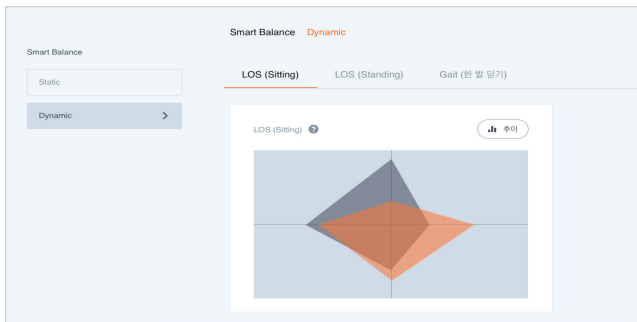 Smart Balance Dynamic
Smart Balance
Static
Dynamic
LOS (Sitting) LOS (Standing) Gait (한 발 딛기)
LOS (Sitting) ?
추이